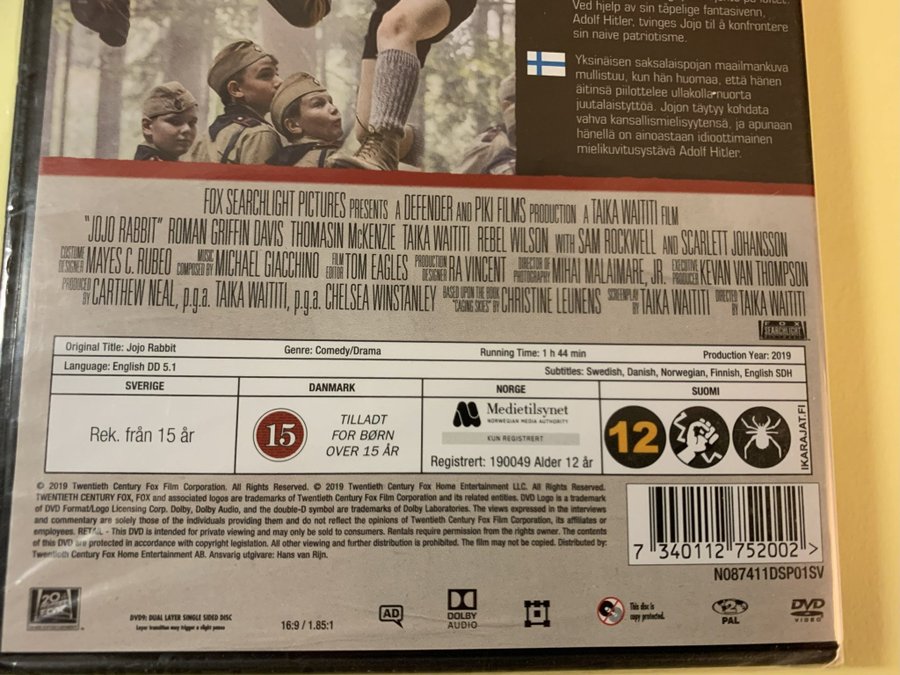 Ved hjelp av sin tåpelige fantasivenn,
Adolf Hitler, tvinges Jojo til å konfrontere
sin naive patriotisme.
Yksinäisen saksalaispojan maailmankuva
mullistuu, kun hän huomaa, että hänen
äitinsä piilottelee ullakolla nuorta
juutalaistyttöä. Jojon täytyy kohdata
vahva kansallismielisyytensä, ja apunaan
hänellä on ainoastaan idioottimainen
mielikuvitusystävä Adolf Hitler.
FOX SEARCHLIGHT PICTURES PRESENTS A DEFENDER AND PIKI FILMS PRODUCTION A TAIKA WAITITI FILM
"JOJO RABBIT" ROMAN GRIFFIN DAVIS THOMASIN McKENZIE TAIKA WAITITI REBEL WILSON WITH SAM ROCKWELL AND SCARLETT JOHANSSON
COSTUME DESIGNER MAYES C. RUBEO MUSIC COMPOSED BY MICHAEL GIACCHINO FILM EDITOR TOM EAGLES PRODUCTION DESIGNER RA VINCENT DIRECTOR OF PHOTOGRAPHY MIHAI MALAIMARE, JR. EXECUTIVE PRODUCER KEVAN VAN THOMPSON
PRODUCED BY CARTHEW NEAL, p.g.a. TAIKA WAITITI, p.g.a. CHELSEA WINSTANLEY BASED UPON THE BOOK "CAGING SKIES" BY CHRISTINE LEUNENS SCREENPLAY BY TAIKA WAITITI DIRECTED BY TAIKA WAITITI
FOX
SEARCHLIGHT
Original Title: Jojo Rabbit Genre: Comedy/Drama Running Time: 1 h 44 min Production Year: 2019
Language: English DD 5.1 Subtitles: Swedish, Danish, Norwegian, Finnish, English SDH
SVERIGE DANMARK NORGE SUOMI
Rek. från 15 år
15
TILLADT
FOR BØRN
OVER 15 ÅR
Medietilsynet
NORWEGIAN MEDIA AUTHORITY
KUN REGISTRERT
Registrert: 190049 Alder 12 år
12
IKARAJAT.FI
© 2019 Twentieth Century Fox Film Corporation. All Rights Reserved. © 2019 Twentieth Century Fox Home Entertainment LLC. All Rights Reserved.
TWENTIETH CENTURY FOX, FOX and associated logos are trademarks of Twentieth Century Fox Film Corporation and its related entities. DVD Logo is a trademark
of DVD Format/Logo Licensing Corp. Dolby, Dolby Audio, and the double-D symbol are trademarks of Dolby Laboratories. The views expressed in the interviews
and commentary are solely those of the individuals providing them and do not reflect the opinions of Twentieth Century Fox Film Corporation, its affiliates or
employees. RETAIL - This DVD is intended for private viewing and may only be sold to consumers. Rentals require permission from the rights owner. The contents
of this DVD are protected in accordance with copyright legislation. All other viewing and further distribution is prohibited. The film may not be copied. Distributed by:
Twentieth Century Fox Home Entertainment AB. Ansvarig utgivare: Hans van Rijn.
7 340112 752002 >
N087411DSP01SV
20
FOX
DVD9: DUAL LAYER SINGLE SIDED DISC
Layer transition may trigger a slight pause
16:9 / 1.85:1
AD
DOLBY
AUDIO
This disc is
copy protected.
2
PAL
DVD
VIDEO